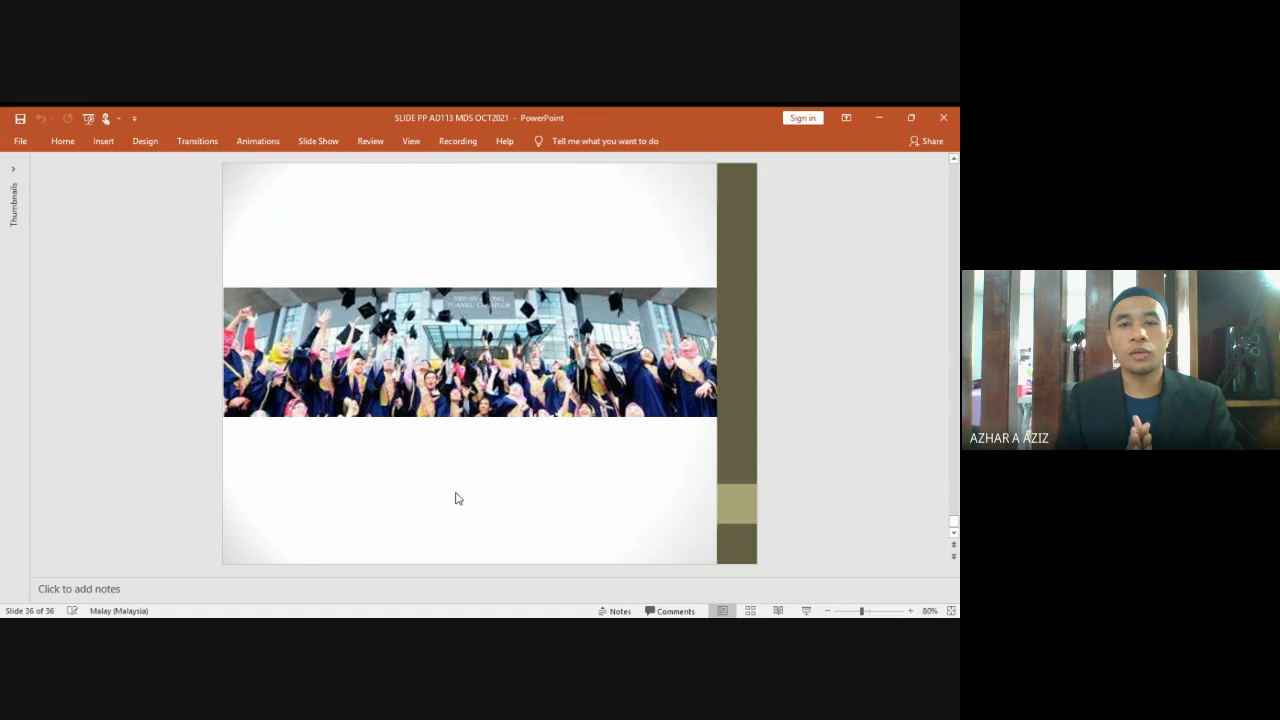 SLIDE PP AD113 MDS OCT2021 - PowerPoint
Sign in
File Home Insert Design Transitions Animations Slide Show Review View Recording Help Tell me what you want to do Share
Thumbnails
TUANKU
AZHAR A AZIZ
Click to add notes
Slide 36 of 36 Malay (Malaysia) Notes Comments 80%